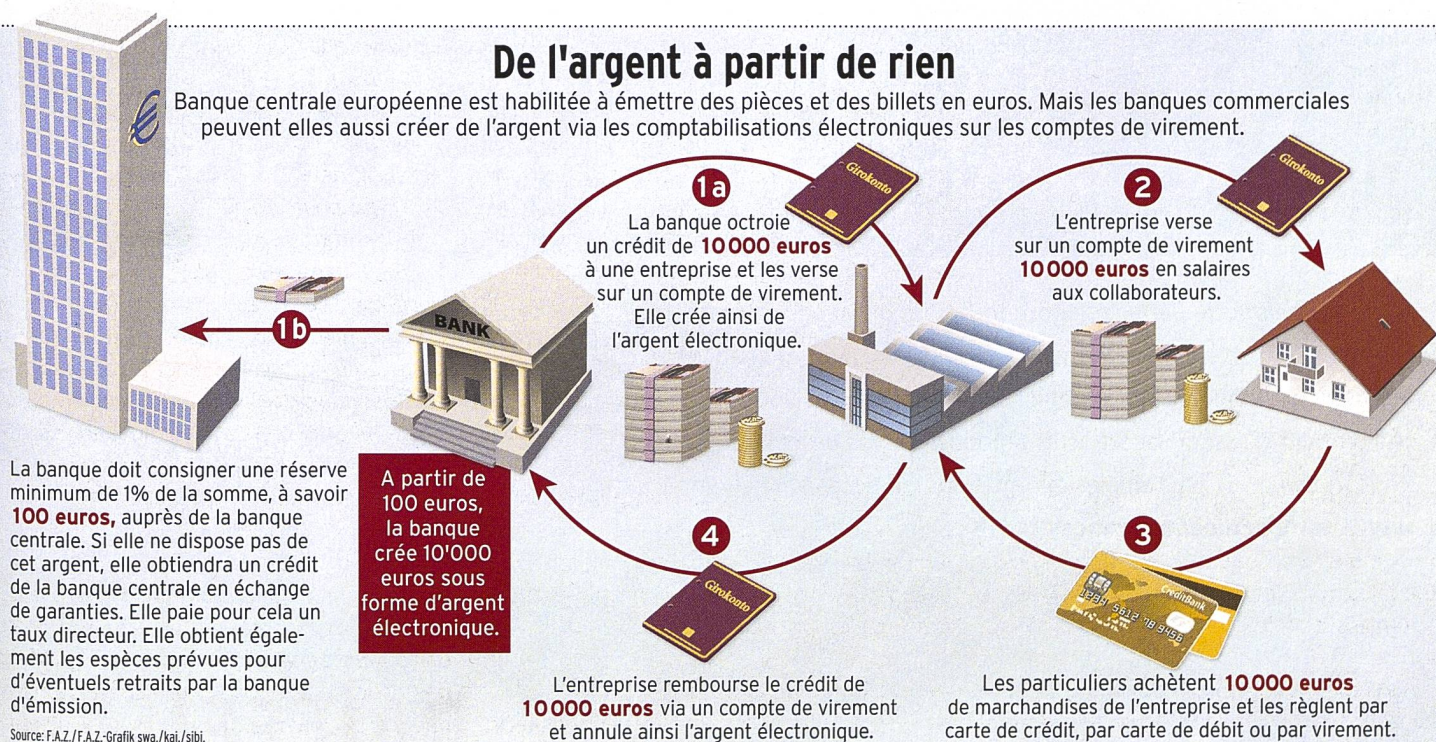 De l'argent à partir de rien
Banque centrale européenne est habilitée à émettre des pièces et des billets en euros. Mais les banques commerciales
peuvent elles aussi créer de l'argent via les comptabilisations électroniques sur les comptes de virement.
€
1b
BANK
La banque doit consigner une réserve
minimum de 1% de la somme, à savoir
100 euros, auprès de la banque
centrale. Si elle ne dispose pas de
cet argent, elle obtiendra un crédit
de la banque centrale en échange
de garanties. Elle paie pour cela un
taux directeur. Elle obtient égale-
ment les espèces prévues pour
d'éventuels retraits par la banque
d'émission.
A partir de
100 euros,
la banque
crée 10'000
euros sous
forme d'argent
électronique.
1a
Girokonto
La banque octroie
un crédit de 10 000 euros
à une entreprise et les verse
sur un compte de virement.
Elle crée ainsi de
l'argent électronique.
2
Girokonto
L'entreprise verse
sur un compte de virement
10 000 euros en salaires
aux collaborateurs.
3
CreditBank
1234 5612 78 9456
Les particuliers achètent 10 000 euros
de marchandises de l'entreprise et les règlent par
carte de crédit, par carte de débit ou par virement.
4
Girokonto
L'entreprise rembourse le crédit de
10 000 euros via un compte de virement
et annule ainsi l'argent électronique.
Source: F.A.Z./F.A.Z.-Grafik swa./kaj./sibi.